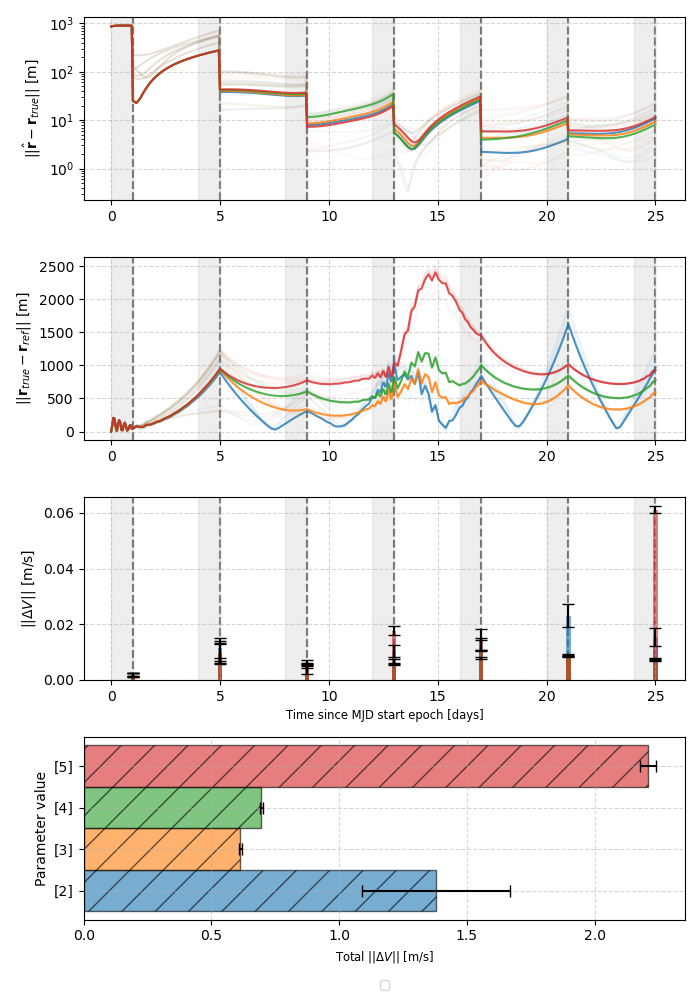 10³
10²
10¹
10⁰
||r̂ − r_true|| [m]
0 5 10 15 20 25
2500
2000
1500
1000
500
0
||r_true − r_ref|| [m]
0 5 10 15 20 25
0.06
0.04
0.02
0.00
||ΔV|| [m/s]
0 5 10 15 20 25
Time since MJD start epoch [days]
[5]
[4]
[3]
[2]
Parameter value
0.0 0.5 1.0 1.5 2.0
Total ||ΔV|| [m/s]